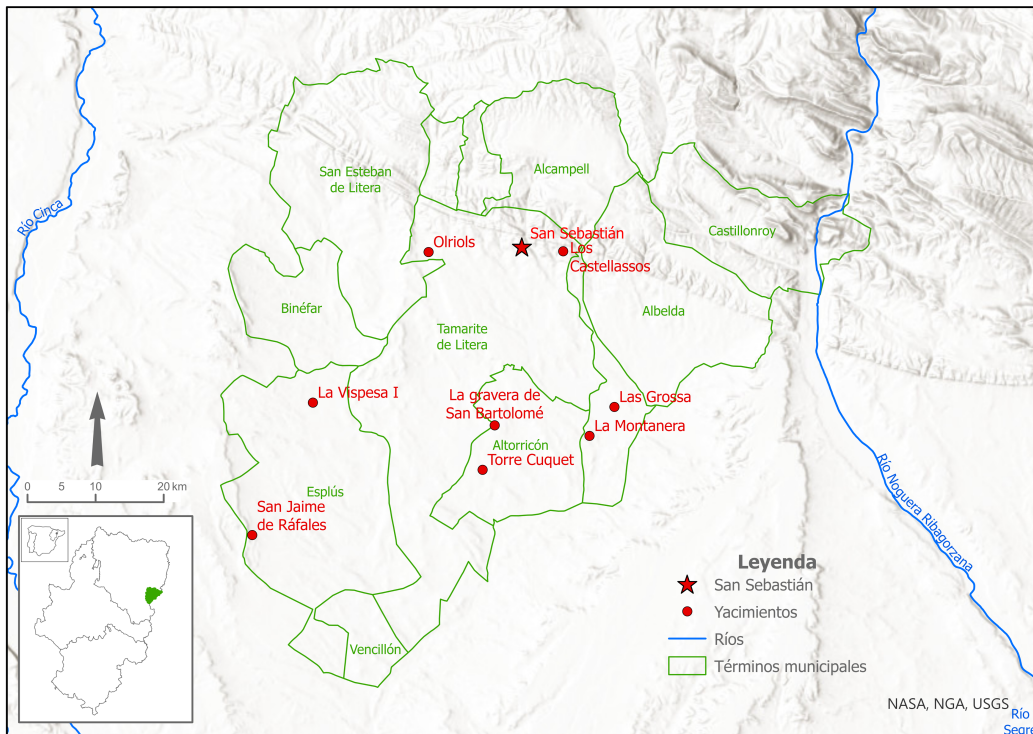 San Esteban
de Litera
Alcampell
Río Cinca
Castillonroy
Olriols
San Sebastián
Los
Castellassos
Binéfar
Albelda
Tamarite
de Litera
La Vispesa I
La gravera de
San Bartolomé
Las Grossa
La Montanera
Altorricón
Torre Cuquet
Esplús
San Jaime
de Ráfales
Río Noguera Ribagorzana
0 5 10 20 km
Vencillón
Leyenda
San Sebastián
Yacimientos
Ríos
Términos municipales
NASA, NGA, USGS
Río
Segre